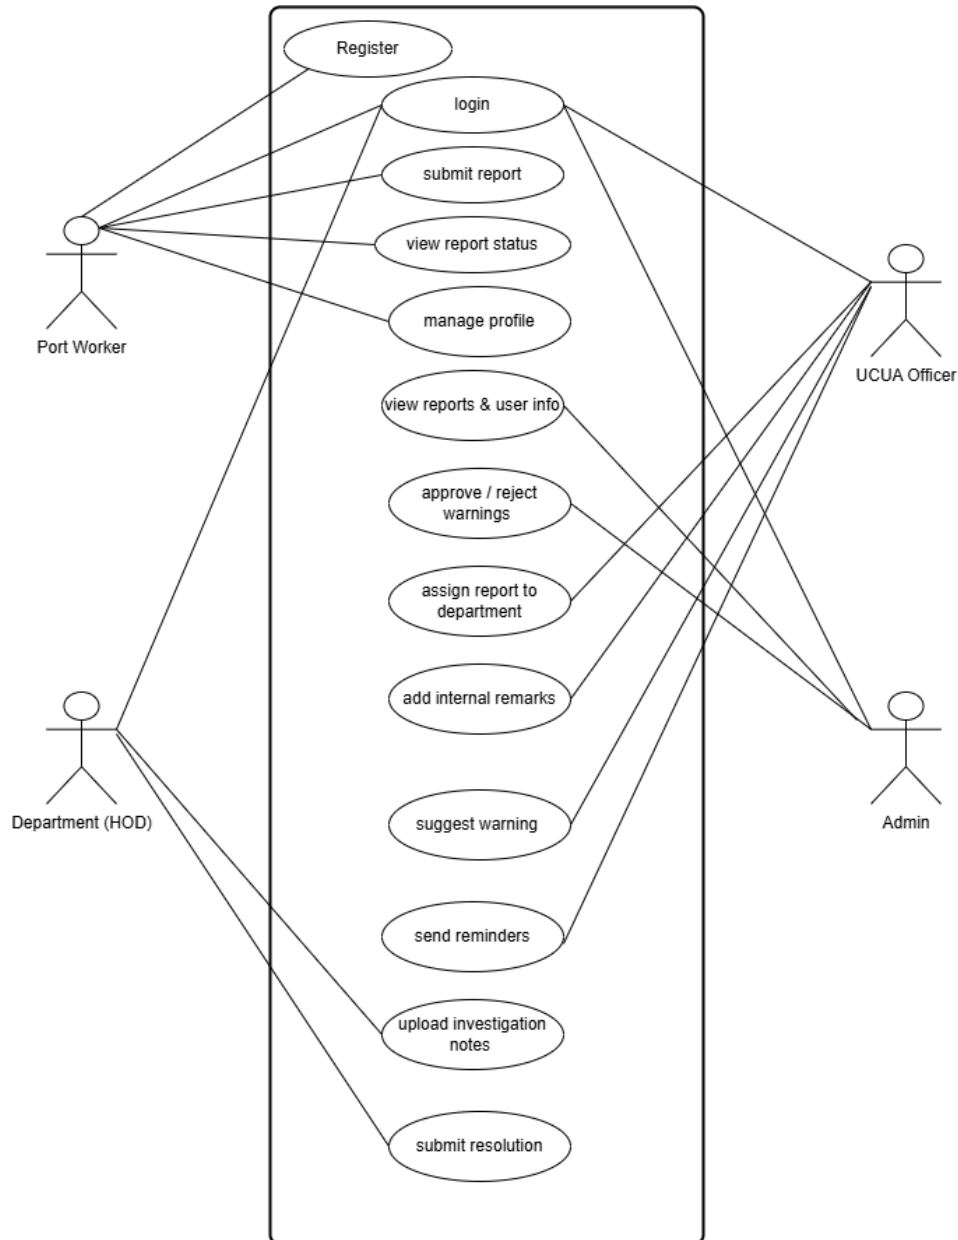 Register
login
submit report
view report status
manage profile
Port Worker
UCUA Officer
view reports & user info
approve / reject
warnings
assign report to
department
add internal remarks
Department (HOD)
suggest warning
Admin
send reminders
upload investigation
notes
submit resolution